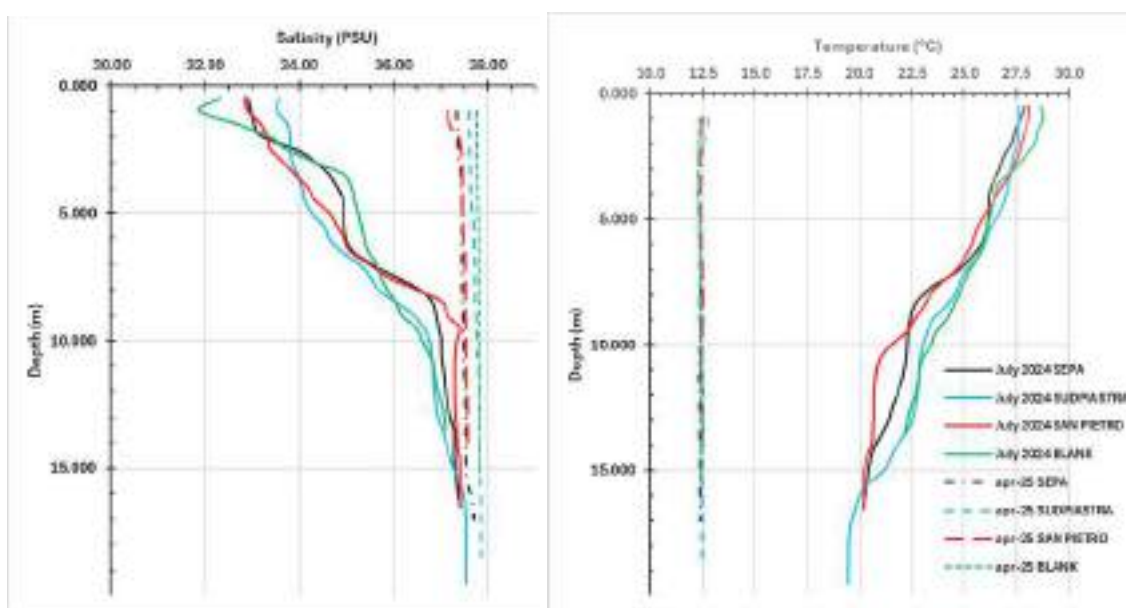 Salinity (PSU)
30.00 32.00 34.00 36.00 38.00
0.000
5.000
10.000
15.000
Depth (m)
Temperature (°C)
10.0 12.5 15.0 17.5 20.0 22.5 25.0 27.5 30.0
0.000
5.000
10.000
15.000
Depth (m)
July 2024 SEPA
July 2024 SUDPIASTRA
July 2024 SAN PIETRO
July 2024 BLANK
apr-25 SEPA
apr-25 SUDPIASTRA
apr-25 SAN PIETRO
apr-25 BLANK